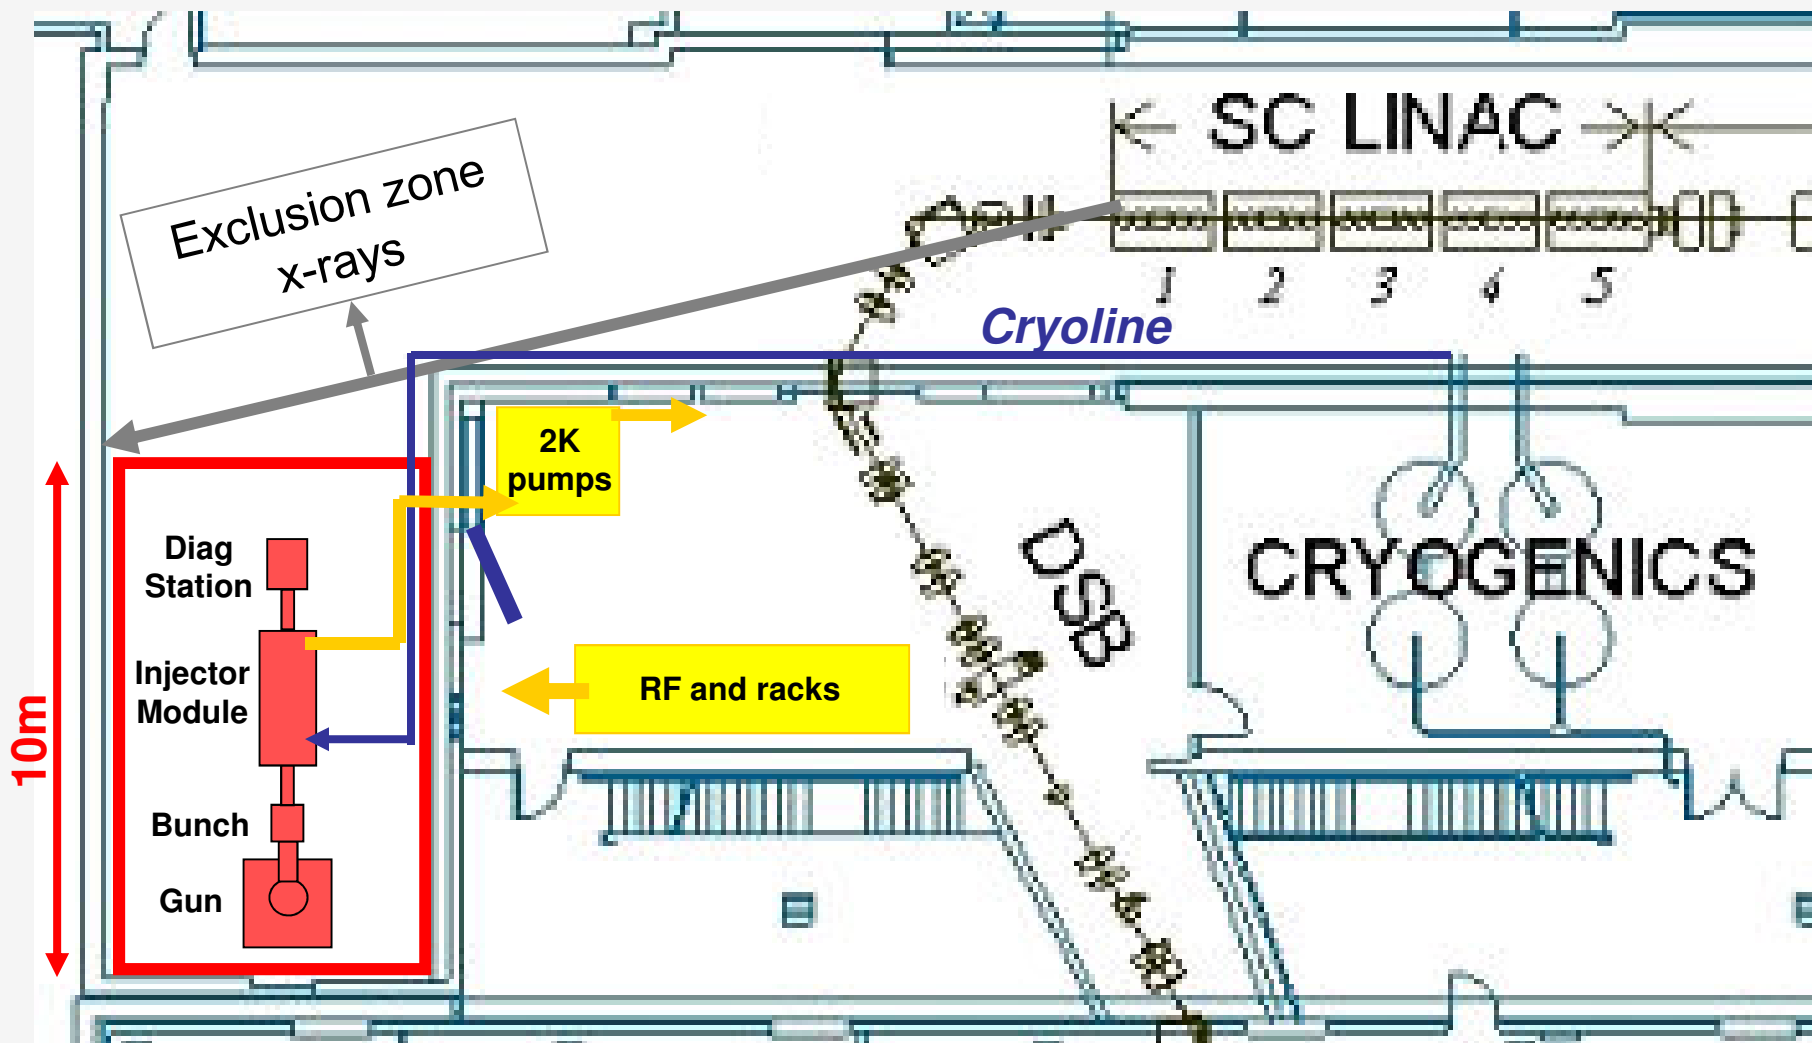 SC LINAC
Exclusion zone
x-rays
1 2 3 4 5
Cryoline
2K
pumps
Diag
Station
DSB
CRYOGENICS
Injector
Module
RF and racks
10m
Bunch
Gun